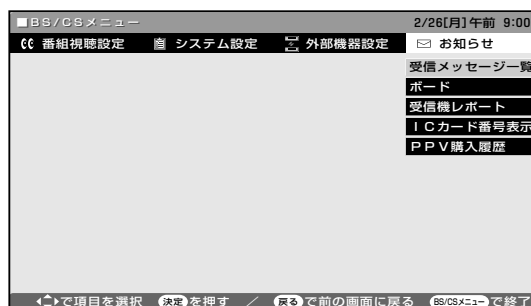 ■BS/CSメニュー 2/26[月]午前 9:00
番組視聴設定 システム設定 外部機器設定 お知らせ
受信メッセージ一覧
ボード
受信機レポート
ICカード番号表示
PPV購入履歴
で項目を選択 決定を押す / 戻るで前の画面に戻る BS/CSメニューで終了